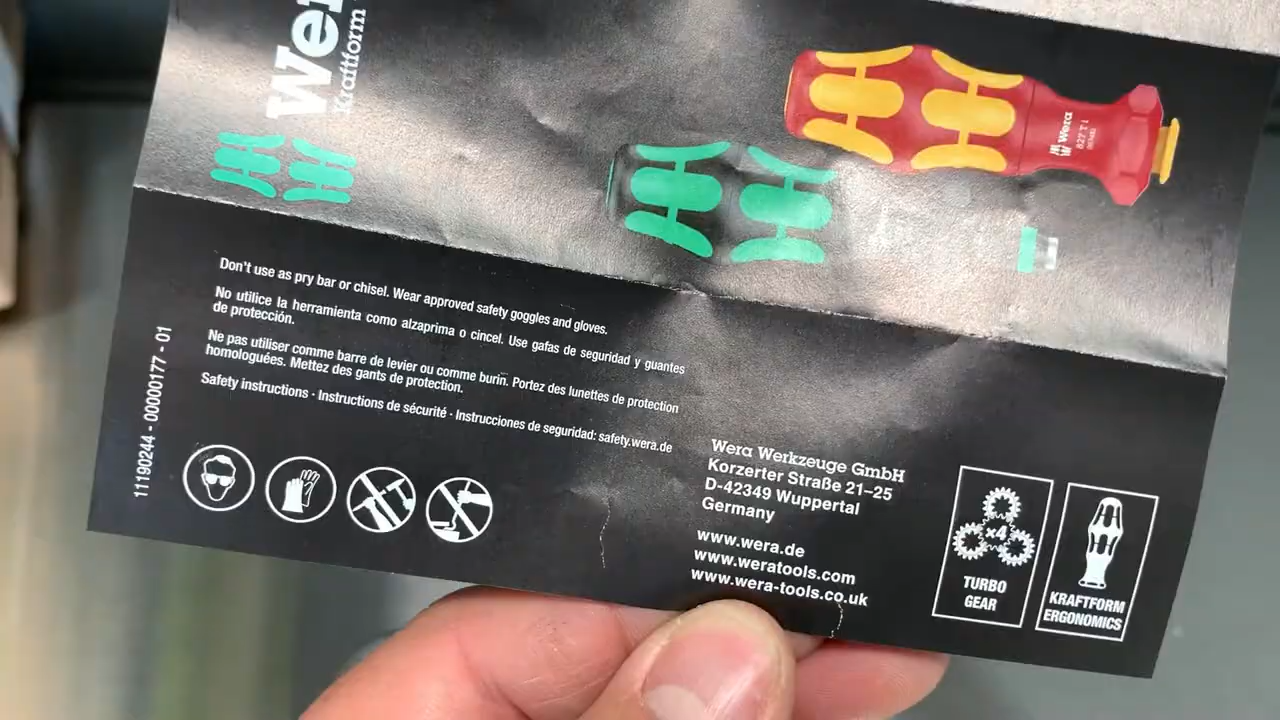 Kraftform
Wera
827 T i
Don't use as pry bar or chisel. Wear approved safety goggles and gloves.
No utilice la herramienta como alzaprima o cincel. Use gafas de seguridad y guantes
de protección.
Ne pas utiliser comme barre de levier ou comme burin. Portez des lunettes de protection
homologuées. Mettez des gants de protection.
Safety instructions · Instructions de sécurité · Instrucciones de seguridad: safety.wera.de
11190244 - 00000177 - 01
Wera Werkzeuge GmbH
Korzerter Straße 21–25
D-42349 Wuppertal
Germany
www.wera.de
www.weratools.com
www.wera-tools.co.uk
x4
TURBO
GEAR
KRAFTFORM
ERGONOMICS